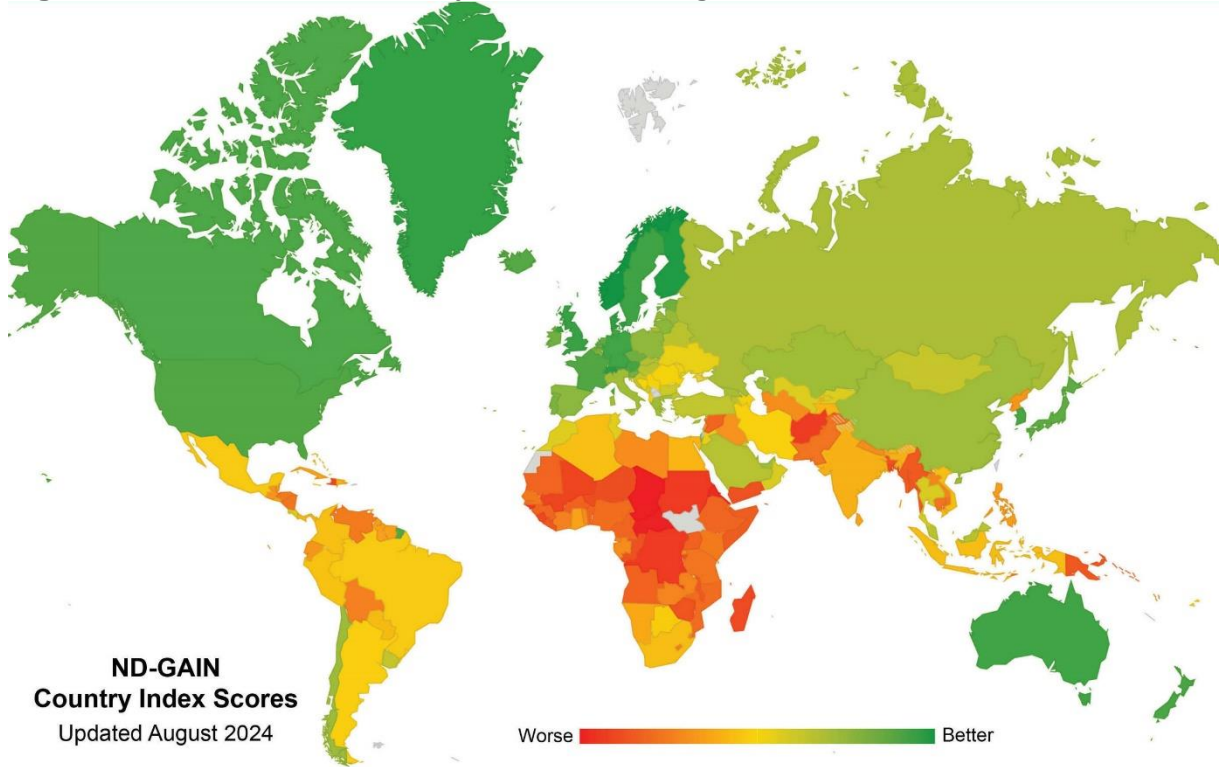 ND-GAIN
Country Index Scores
Updated August 2024
Worse
Better